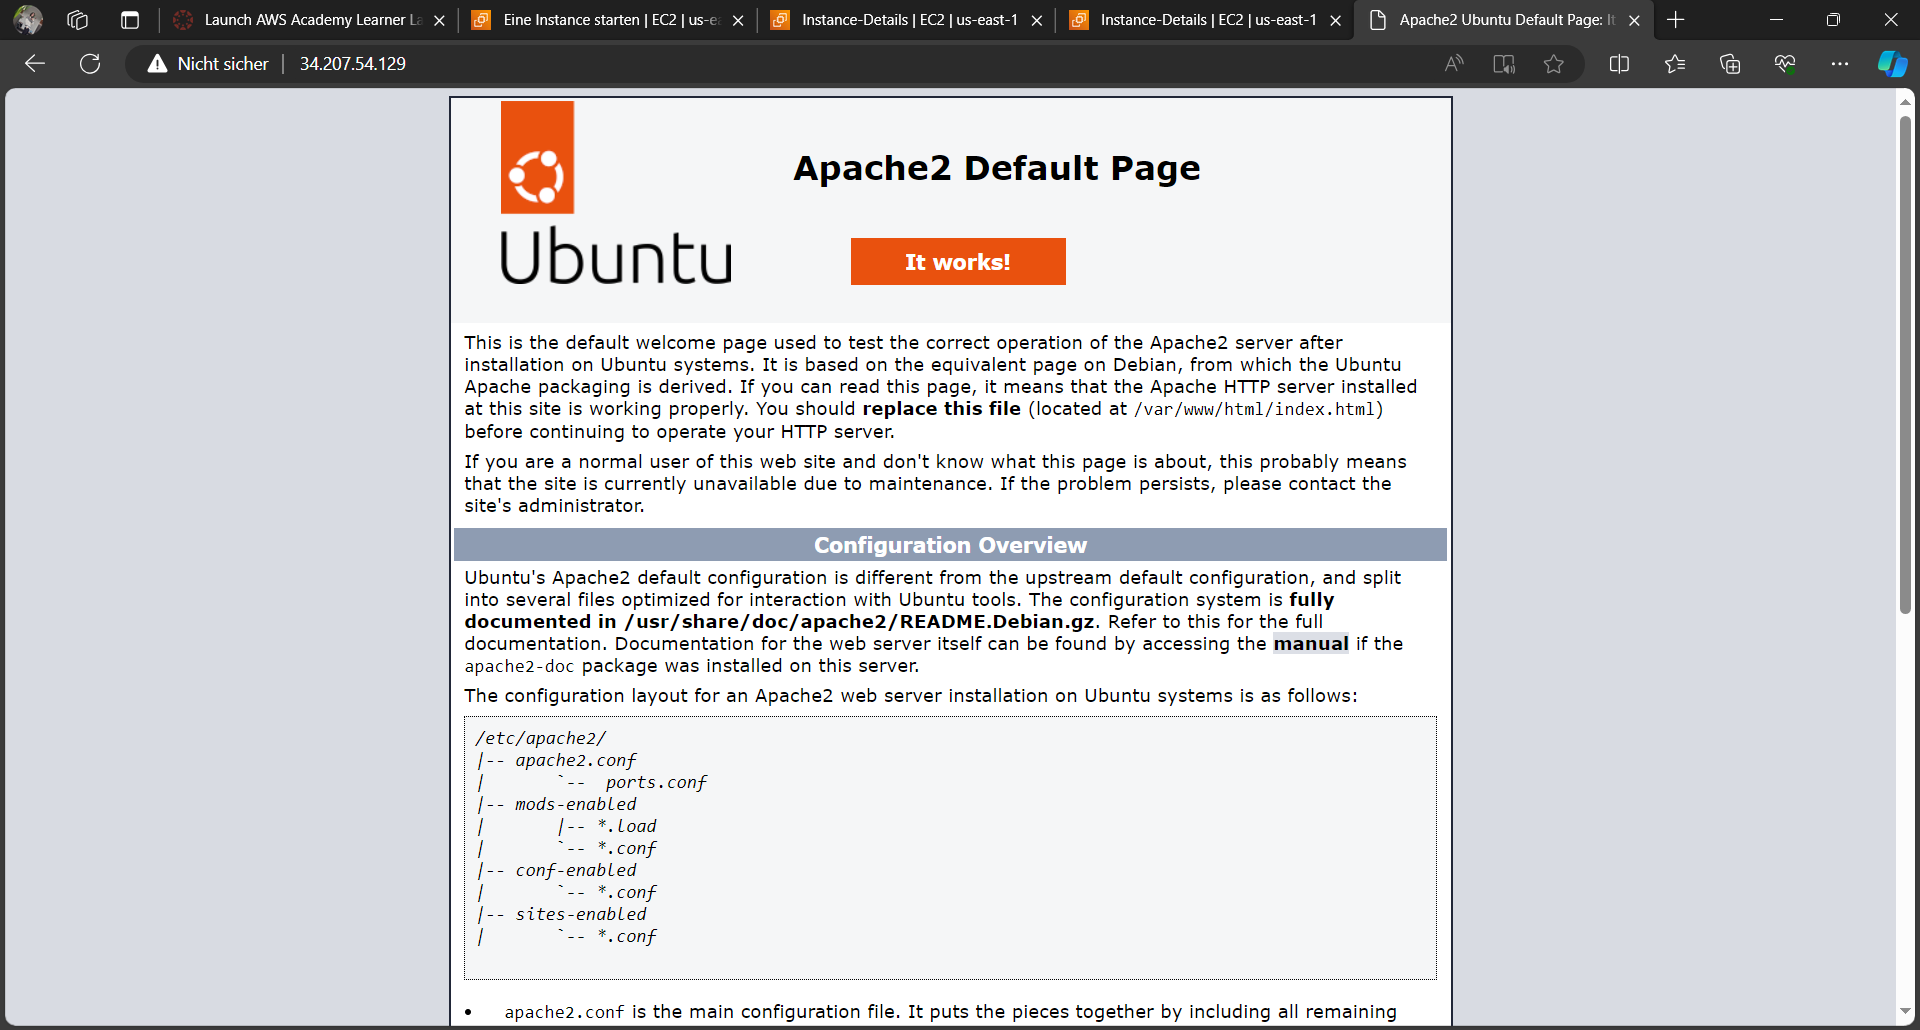 Launch AWS Academy Learner La
Eine Instance starten | EC2 | us-ea
Instance-Details | EC2 | us-east-1
Instance-Details | EC2 | us-east-1
Apache2 Ubuntu Default Page: It
Nicht sicher
34.207.54.129
Ubuntu
Apache2 Default Page
It works!
This is the default welcome page used to test the correct operation of the Apache2 server after
installation on Ubuntu systems. It is based on the equivalent page on Debian, from which the Ubuntu
Apache packaging is derived. If you can read this page, it means that the Apache HTTP server installed
at this site is working properly. You should replace this file (located at /var/www/html/index.html)
before continuing to operate your HTTP server.
If you are a normal user of this web site and don't know what this page is about, this probably means
that the site is currently unavailable due to maintenance. If the problem persists, please contact the
site's administrator.
Configuration Overview
Ubuntu's Apache2 default configuration is different from the upstream default configuration, and split
into several files optimized for interaction with Ubuntu tools. The configuration system is fully
documented in /usr/share/doc/apache2/README.Debian.gz. Refer to this for the full
documentation. Documentation for the web server itself can be found by accessing the manual if the
apache2-doc package was installed on this server.
The configuration layout for an Apache2 web server installation on Ubuntu systems is as follows:
/etc/apache2/
|-- apache2.conf
|       `--  ports.conf
|-- mods-enabled
|       |-- *.load
|       `-- *.conf
|-- conf-enabled
|       `-- *.conf
|-- sites-enabled
|       `-- *.conf
• apache2.conf is the main configuration file. It puts the pieces together by including all remaining